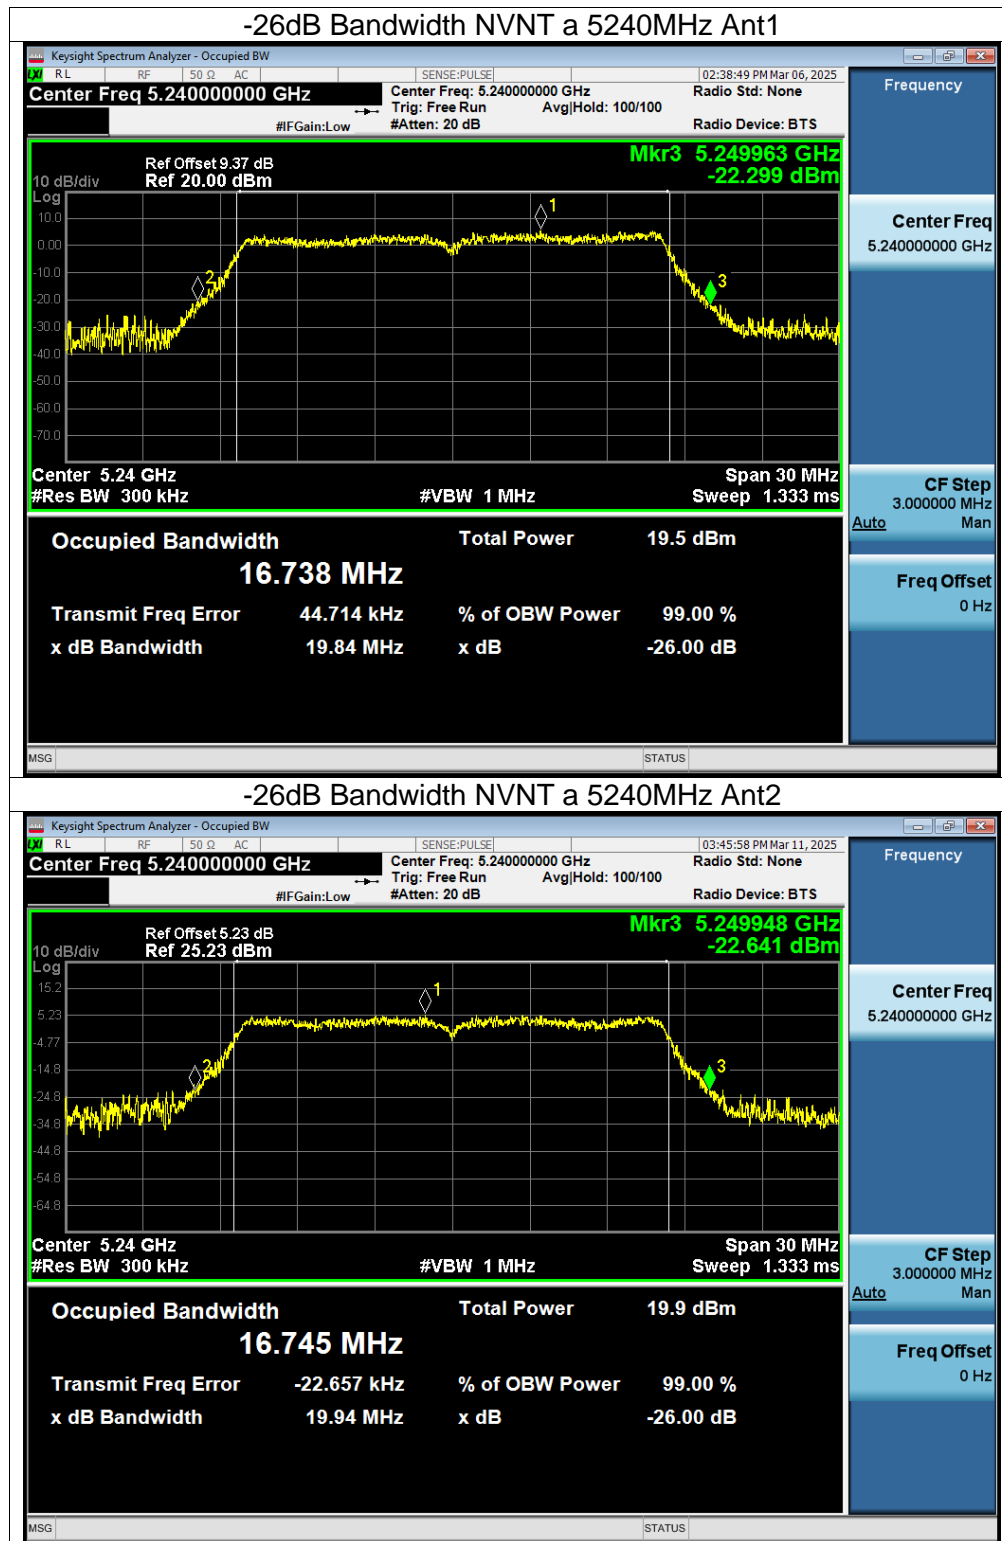 -26dB Bandwidth NVNT a 5240MHz Ant1
Keysight Spectrum Analyzer - Occupied BW
LXI RL RF 50 Ω AC SENSE:PULSE 02:38:49 PM Mar 06, 2025
Center Freq 5.240000000 GHz
Center Freq: 5.240000000 GHz Radio Std: None
Trig: Free Run Avg|Hold: 100/100
#IFGain:Low #Atten: 20 dB Radio Device: BTS
Frequency
Mkr3 5.249963 GHz
-22.299 dBm
Ref Offset 9.37 dB
10 dB/div Ref 20.00 dBm
Log
10.0
0.00
-10.0
-20.0
-30.0
-40.0
-50.0
-60.0
-70.0
1
2
3
Center 5.24 GHz Span 30 MHz
#Res BW 300 kHz #VBW 1 MHz Sweep 1.333 ms
Center Freq
5.240000000 GHz
CF Step
3.000000 MHz
Auto Man
Freq Offset
0 Hz
Occupied Bandwidth Total Power 19.5 dBm
16.738 MHz
Transmit Freq Error 44.714 kHz % of OBW Power 99.00 %
x dB Bandwidth 19.84 MHz x dB -26.00 dB
MSG STATUS
-26dB Bandwidth NVNT a 5240MHz Ant2
Keysight Spectrum Analyzer - Occupied BW
LXI RL RF 50 Ω AC SENSE:PULSE 03:45:58 PM Mar 11, 2025
Center Freq 5.240000000 GHz
Center Freq: 5.240000000 GHz Radio Std: None
Trig: Free Run Avg|Hold: 100/100
#IFGain:Low #Atten: 20 dB Radio Device: BTS
Frequency
Mkr3 5.249948 GHz
-22.641 dBm
Ref Offset 5.23 dB
10 dB/div Ref 25.23 dBm
Log
15.2
5.23
-4.77
-14.8
-24.8
-34.8
-44.8
-54.8
-64.8
1
2
3
Center 5.24 GHz Span 30 MHz
#Res BW 300 kHz #VBW 1 MHz Sweep 1.333 ms
Center Freq
5.240000000 GHz
CF Step
3.000000 MHz
Auto Man
Freq Offset
0 Hz
Occupied Bandwidth Total Power 19.9 dBm
16.745 MHz
Transmit Freq Error -22.657 kHz % of OBW Power 99.00 %
x dB Bandwidth 19.94 MHz x dB -26.00 dB
MSG STATUS